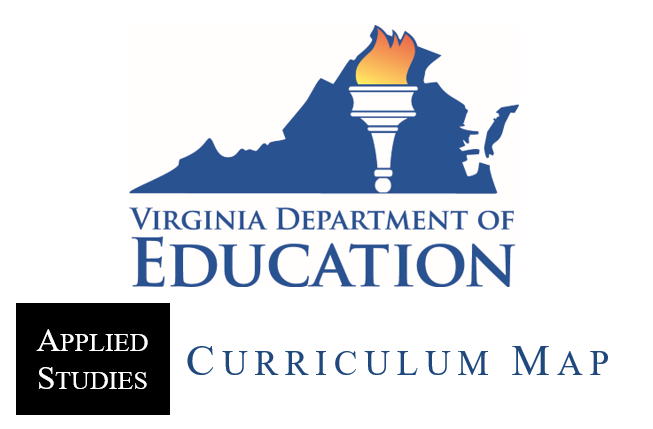 VIRGINIA DEPARTMENT OF
EDUCATION
APPLIED
STUDIES
CURRICULUM MAP